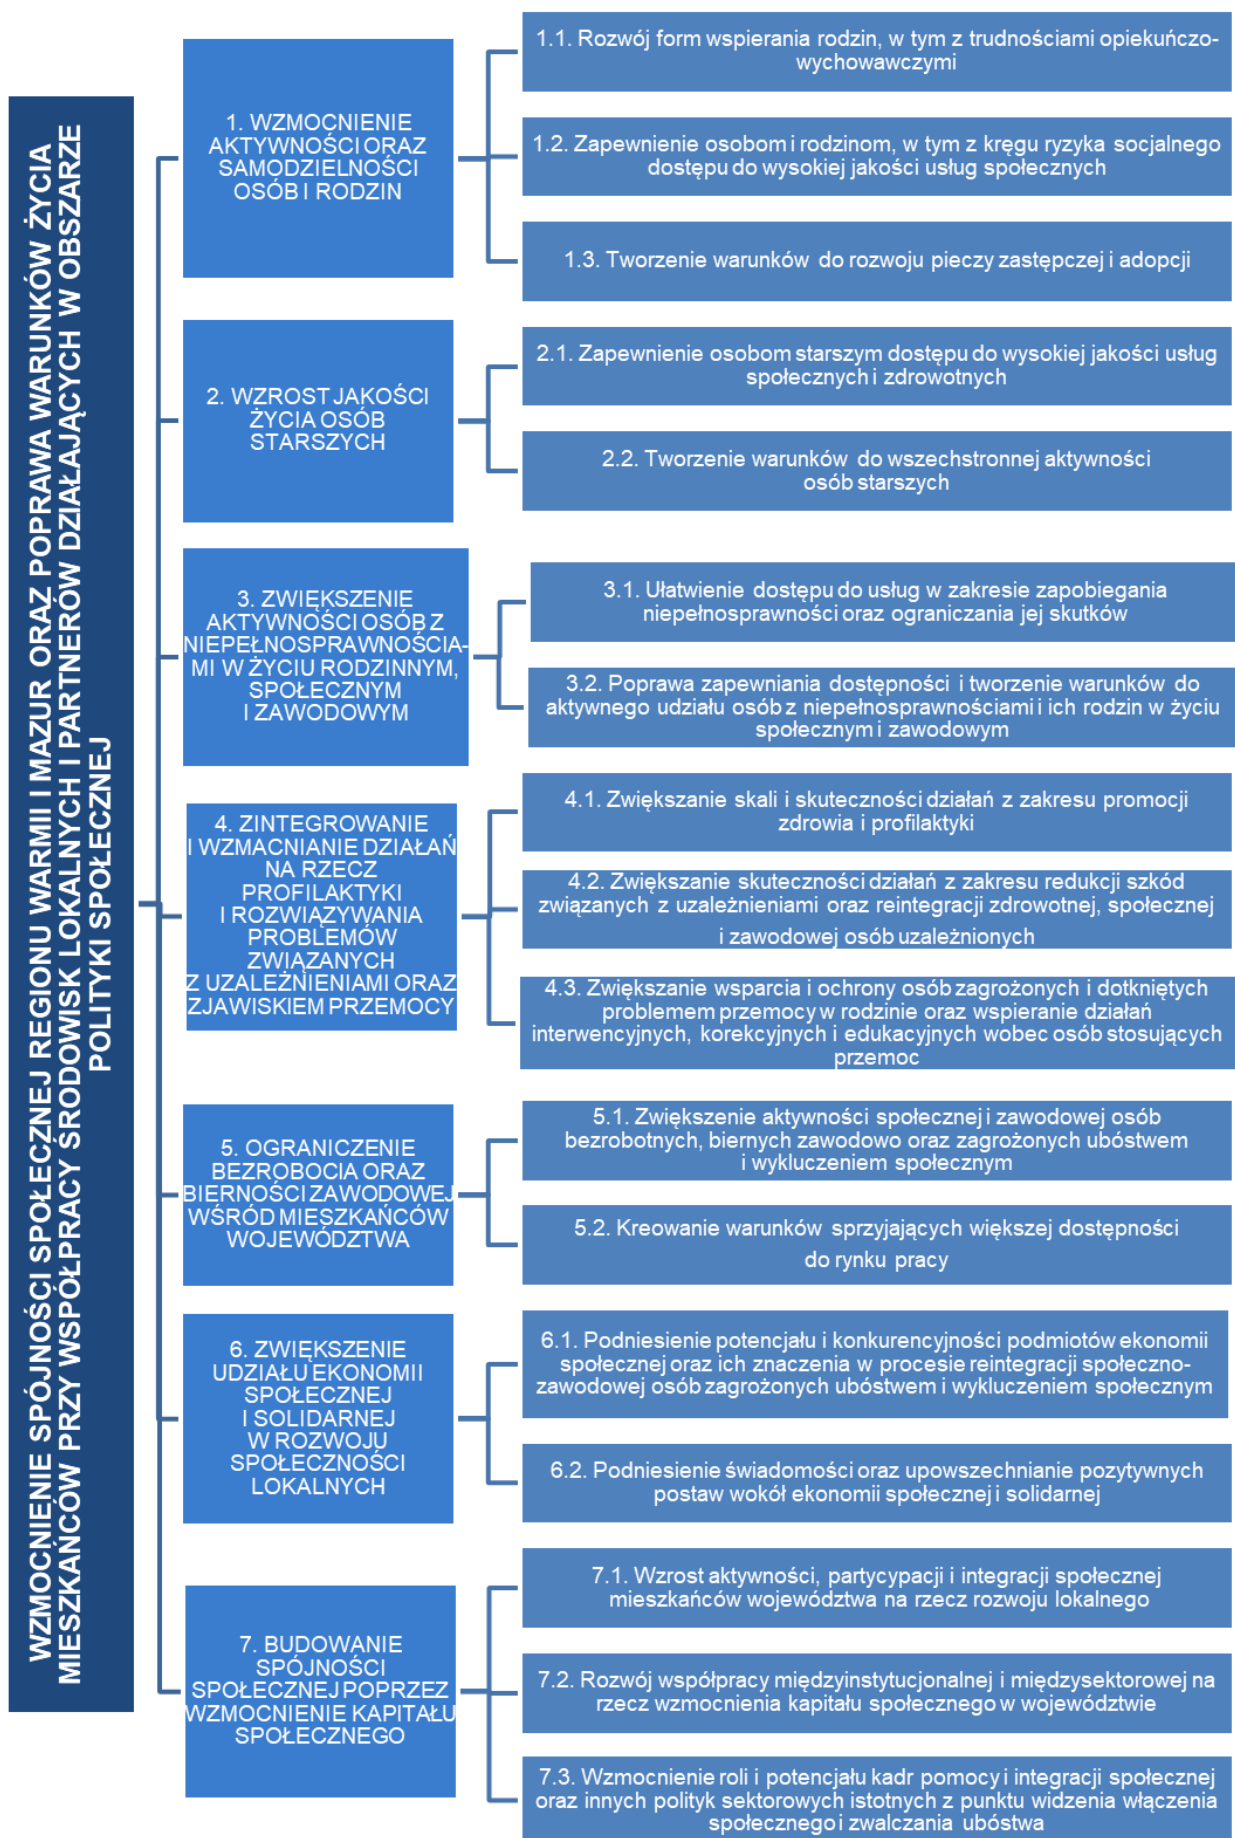 WZMOCNIENIE SPÓJNOŚCI SPOŁECZNEJ REGIONU WARMII I MAZUR ORAZ POPRAWA WARUNKÓW ŻYCIA
MIESZKAŃCÓW PRZY WSPÓŁPRACY ŚRODOWISK LOKALNYCH I PARTNERÓW DZIAŁAJĄCYCH W OBSZARZE
POLITYKI SPOŁECZNEJ
1. WZMOCNIENIE
AKTYWNOŚCI ORAZ
SAMODZIELNOŚCI
OSÓB I RODZIN
1.1. Rozwój form wspierania rodzin, w tym z trudnościami opiekuńczo-
wychowawczymi
1.2. Zapewnienie osobom i rodzinom, w tym z kręgu ryzyka socjalnego
dostępu do wysokiej jakości usług społecznych
1.3. Tworzenie warunków do rozwoju pieczy zastępczej i adopcji
2. WZROST JAKOŚCI
ŻYCIA OSÓB
STARSZYCH
2.1. Zapewnienie osobom starszym dostępu do wysokiej jakości usług
społecznych i zdrowotnych
2.2. Tworzenie warunków do wszechstronnej aktywności
osób starszych
3. ZWIĘKSZENIE
AKTYWNOŚCI OSÓB Z
NIEPEŁNOSPRAWNOŚCIA-
MI W ŻYCIU RODZINNYM,
SPOŁECZNYM
I ZAWODOWYM
3.1. Ułatwienie dostępu do usług w zakresie zapobiegania
niepełnosprawności oraz ograniczania jej skutków
3.2. Poprawa zapewniania dostępności i tworzenie warunków do
aktywnego udziału osób z niepełnosprawnościami i ich rodzin w życiu
społecznym i zawodowym
4. ZINTEGROWANIE
I WZMACNIANIE DZIAŁAŃ
NA RZECZ
PROFILAKTYKI
I ROZWIĄZYWANIA
PROBLEMÓW
ZWIĄZANYCH
Z UZALEŻNIENIAMI ORAZ
ZJAWISKIEM PRZEMOCY
4.1. Zwiększanie skali i skuteczności działań z zakresu promocji
zdrowia i profilaktyki
4.2. Zwiększanie skuteczności działań z zakresu redukcji szkód
związanych z uzależnieniami oraz reintegracji zdrowotnej, społecznej
i zawodowej osób uzależnionych
4.3. Zwiększanie wsparcia i ochrony osób zagrożonych i dotkniętych
problemem przemocy w rodzinie oraz wspieranie działań
interwencyjnych, korekcyjnych i edukacyjnych wobec osób stosujących
przemoc
5. OGRANICZENIE
BEZROBOCIA ORAZ
BIERNOŚCI ZAWODOWEJ
WŚRÓD MIESZKAŃCÓW
WOJEWÓDZTWA
5.1. Zwiększenie aktywności społecznej i zawodowej osób
bezrobotnych, biernych zawodowo oraz zagrożonych ubóstwem
i wykluczeniem społecznym
5.2. Kreowanie warunków sprzyjających większej dostępności
do rynku pracy
6. ZWIĘKSZENIE
UDZIAŁU EKONOMII
SPOŁECZNEJ
I SOLIDARNEJ
W ROZWOJU
SPOŁECZNOŚCI
LOKALNYCH
6.1. Podniesienie potencjału i konkurencyjności podmiotów ekonomii
społecznej oraz ich znaczenia w procesie reintegracji społeczno-
zawodowej osób zagrożonych ubóstwem i wykluczeniem społecznym
6.2. Podniesienie świadomości oraz upowszechnianie pozytywnych
postaw wokół ekonomii społecznej i solidarnej
7. BUDOWANIE
SPÓJNOŚCI
SPOŁECZNEJ POPRZEZ
WZMOCNIENIE KAPITAŁU
SPOŁECZNEGO
7.1. Wzrost aktywności, partycypacji i integracji społecznej
mieszkańców województwa na rzecz rozwoju lokalnego
7.2. Rozwój współpracy międzyinstytucjonalnej i międzysektorowej na
rzecz wzmocnienia kapitału społecznego w województwie
7.3. Wzmocnienie roli i potencjału kadr pomocy i integracji społecznej
oraz innych polityk sektorowych istotnych z punktu widzenia włączenia
społecznego i zwalczania ubóstwa